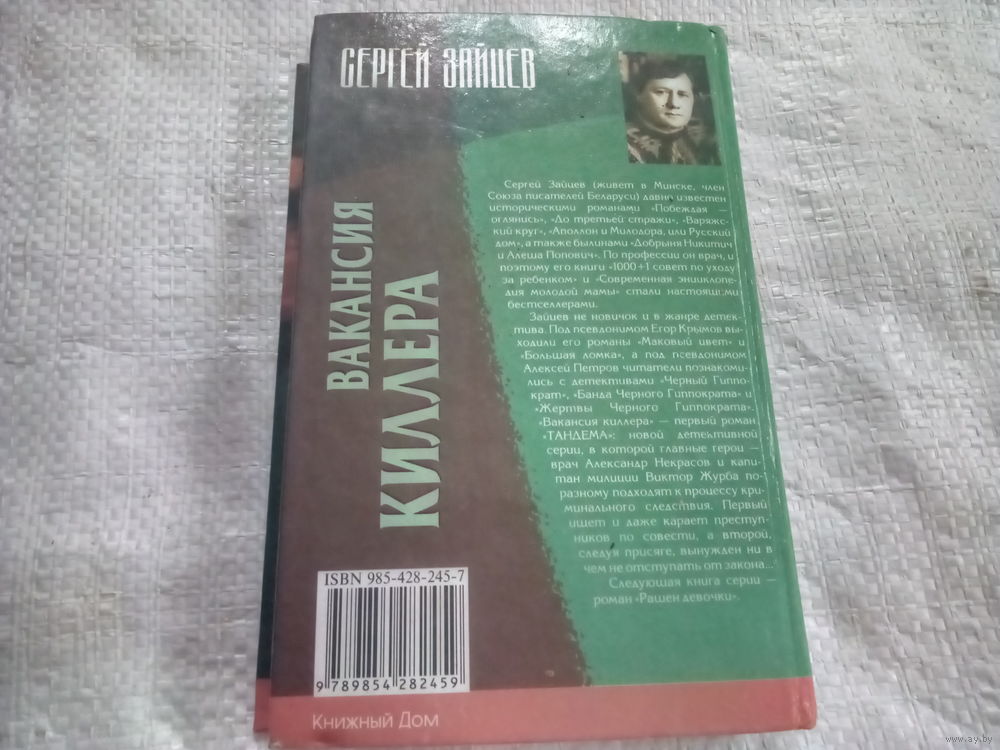 СЕРГЕЙ ЗАЙЦЕВ
ВАКАНСИЯ
КИЛЛЕРА
Сергей Зайцев (живет в Минске, член
Союза писателей Беларуси) давно известен
историческими романами «Побеждая —
оглянись», «До третьей стражи», «Варяж-
ский круг», «Аполлон и Милодора, или Русский
дом», а также былинами «Добрыня Никитич
и Алеша Попович». По профессии он врач, и
поэтому его книги «1000+1 совет по уходу
за ребенком» и «Современная энциклопе-
дия молодой мамы» стали настоящими
бестселлерами.
Зайцев не новичок и в жанре детек-
тива. Под псевдонимом Егор Крымов вы-
ходили его романы «Маковый цвет» и
«Большая ломка», а под псевдонимом
Алексей Петров читатели познакоми-
лись с детективами «Черный Гиппо-
крат», «Банда Черного Гиппократа» и
«Жертвы Черного Гиппократа».
«Вакансия киллера» — первый роман
«ТАНДЕМА»: новой детективной
серии, в которой главные герои —
врач Александр Некрасов и капи-
тан милиции Виктор Журба по-
разному подходят к процессу кри-
минального следствия. Первый
ищет и даже карает преступ-
ников по совести, а второй,
следуя присяге, вынужден ни в
чем не отступать от закона...
Следующая книга серии —
роман «Рашен девочки».
ISBN 985-428-245-7
9 789854 282459
Книжный Дом
www.ay.by